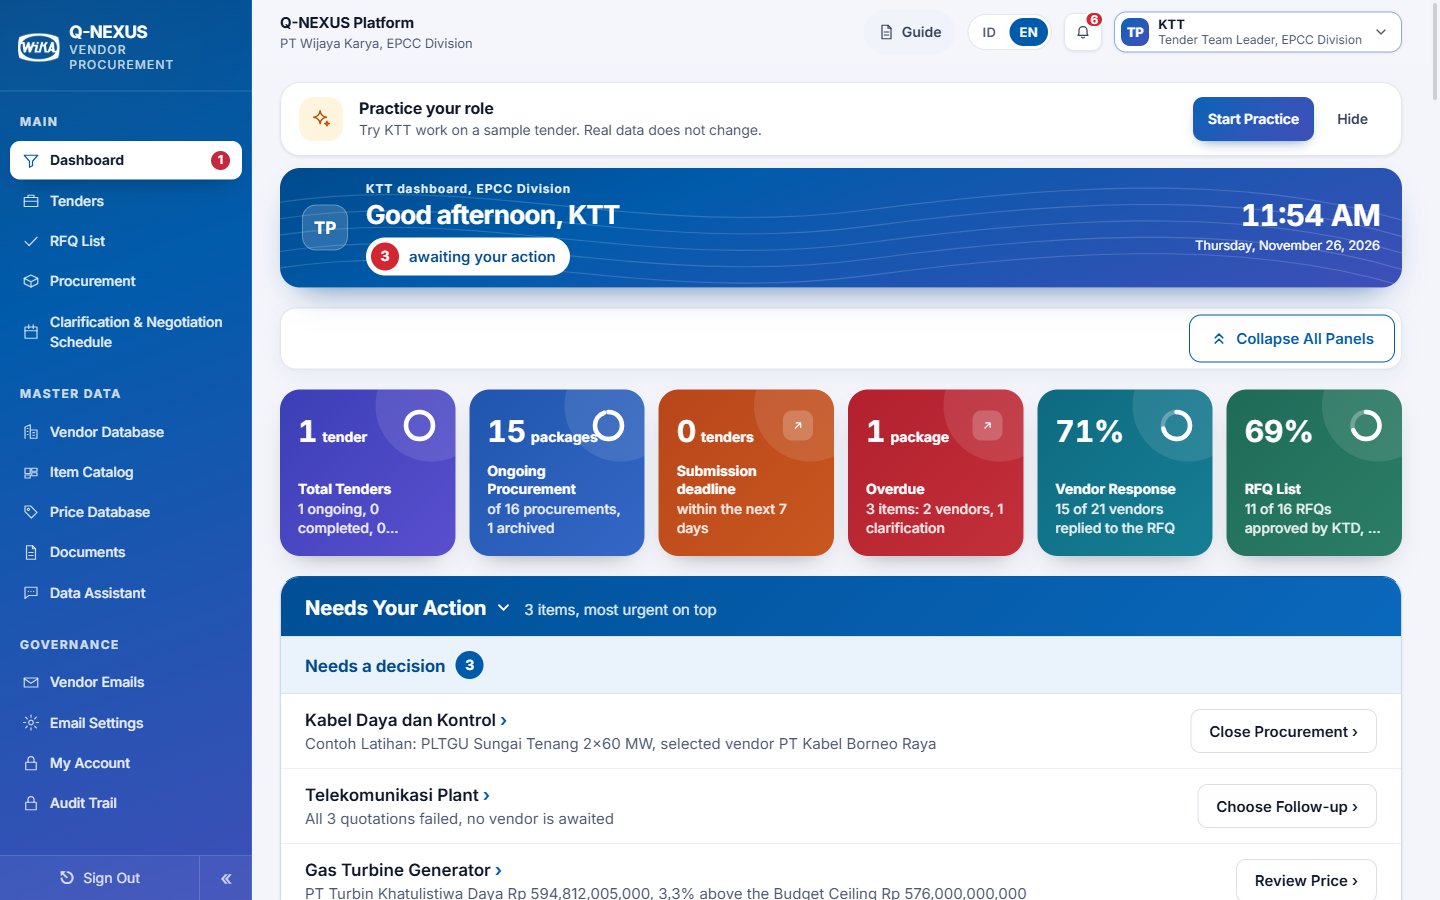 WIKA
Q-NEXUS
VENDOR
PROCUREMENT
MAIN
Dashboard 1
Tenders
RFQ List
Procurement
Clarification & Negotiation
Schedule
MASTER DATA
Vendor Database
Item Catalog
Price Database
Documents
Data Assistant
GOVERNANCE
Vendor Emails
Email Settings
My Account
Audit Trail
Sign Out «
Q-NEXUS Platform
PT Wijaya Karya, EPCC Division
Guide
ID EN
6
TP
KTT
Tender Team Leader, EPCC Division
Practice your role
Try KTT work on a sample tender. Real data does not change.
Start Practice
Hide
KTT dashboard, EPCC Division
TP
Good afternoon, KTT
3 awaiting your action
11:54 AM
Thursday, November 26, 2026
Collapse All Panels
1 tender
Total Tenders
1 ongoing, 0
completed, 0...
15 packages
Ongoing
Procurement
of 16 procurements,
1 archived
0 tenders
Submission
deadline
within the next 7
days
1 package
Overdue
3 items: 2 vendors, 1
clarification
71%
Vendor Response
15 of 21 vendors
replied to the RFQ
69%
RFQ List
11 of 16 RFQs
approved by KTD, ...
Needs Your Action 3 items, most urgent on top
Needs a decision 3
Kabel Daya dan Kontrol ›
Contoh Latihan: PLTGU Sungai Tenang 2×60 MW, selected vendor PT Kabel Borneo Raya
Close Procurement ›
Telekomunikasi Plant ›
All 3 quotations failed, no vendor is awaited
Choose Follow-up ›
Gas Turbine Generator ›
PT Turbin Khatulistiwa Daya Rp 594,812,005,000, 3,3% above the Budget Ceiling Rp 576,000,000,000
Review Price ›